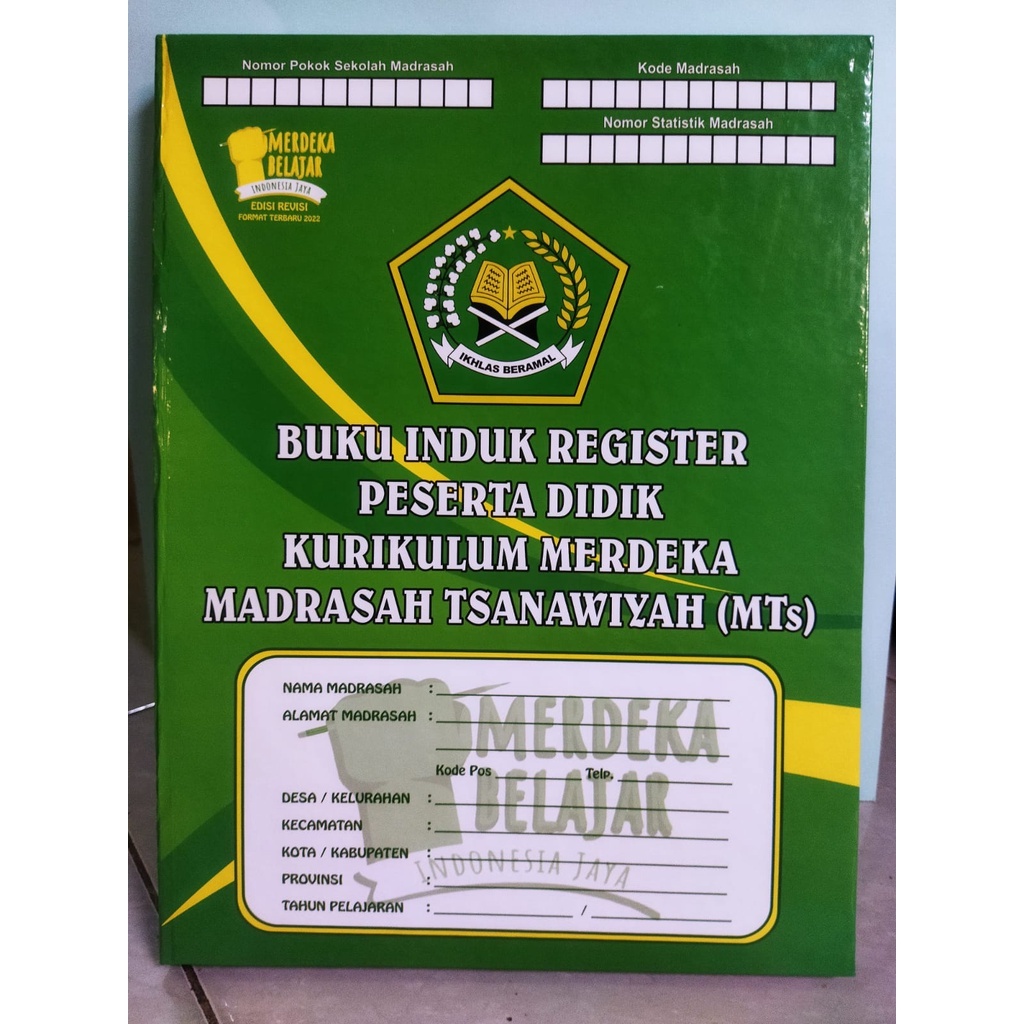 Nomor Pokok Sekolah Madrasah
Kode Madrasah
Nomor Statistik Madrasah
MERDEKA
BELAJAR
INDONESIA JAYA
EDISI REVISI
FORMAT TERBARU 2022
IKHLAS BERAMAL
BUKU INDUK REGISTER
PESERTA DIDIK
KURIKULUM MERDEKA
MADRASAH TSANAWIYAH (MTs)
NAMA MADRASAH :
ALAMAT MADRASAH :
Kode Pos Telp.
DESA / KELURAHAN :
KECAMATAN :
KOTA / KABUPATEN :
PROVINSI :
TAHUN PELAJARAN : /
MERDEKA
BELAJAR
INDONESIA JAYA